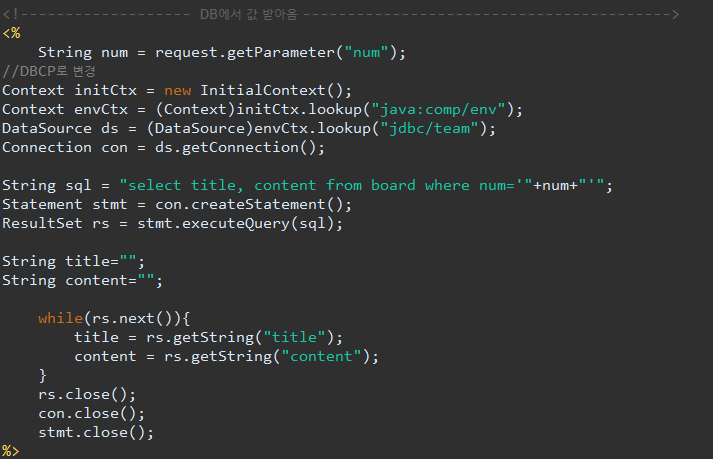 <!------------------- DB에서 값 받아옴 ------------------------------------------>
<%
    String num = request.getParameter("num");
//DBCP로 변경
Context initCtx = new InitialContext();
Context envCtx = (Context)initCtx.lookup("java:comp/env");
DataSource ds = (DataSource)envCtx.lookup("jdbc/team");
Connection con = ds.getConnection();

String sql = "select title, content from board where num='"+num+"'";
Statement stmt = con.createStatement();
ResultSet rs = stmt.executeQuery(sql);

String title="";
String content="";

    while(rs.next()){
        title = rs.getString("title");
        content = rs.getString("content");
    }
    rs.close();
    con.close();
    stmt.close();
%>